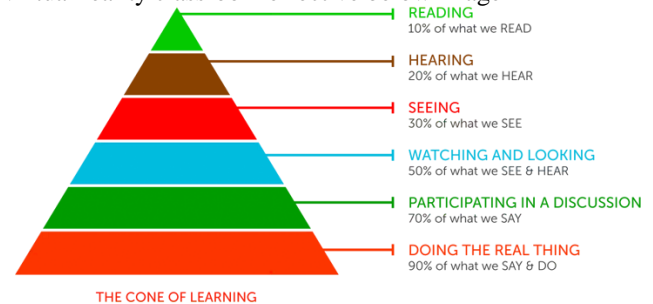 READING
10% of what we READ
HEARING
20% of what we HEAR
SEEING
30% of what we SEE
WATCHING AND LOOKING
50% of what we SEE & HEAR
PARTICIPATING IN A DISCUSSION
70% of what we SAY
DOING THE REAL THING
90% of what we SAY & DO
THE CONE OF LEARNING